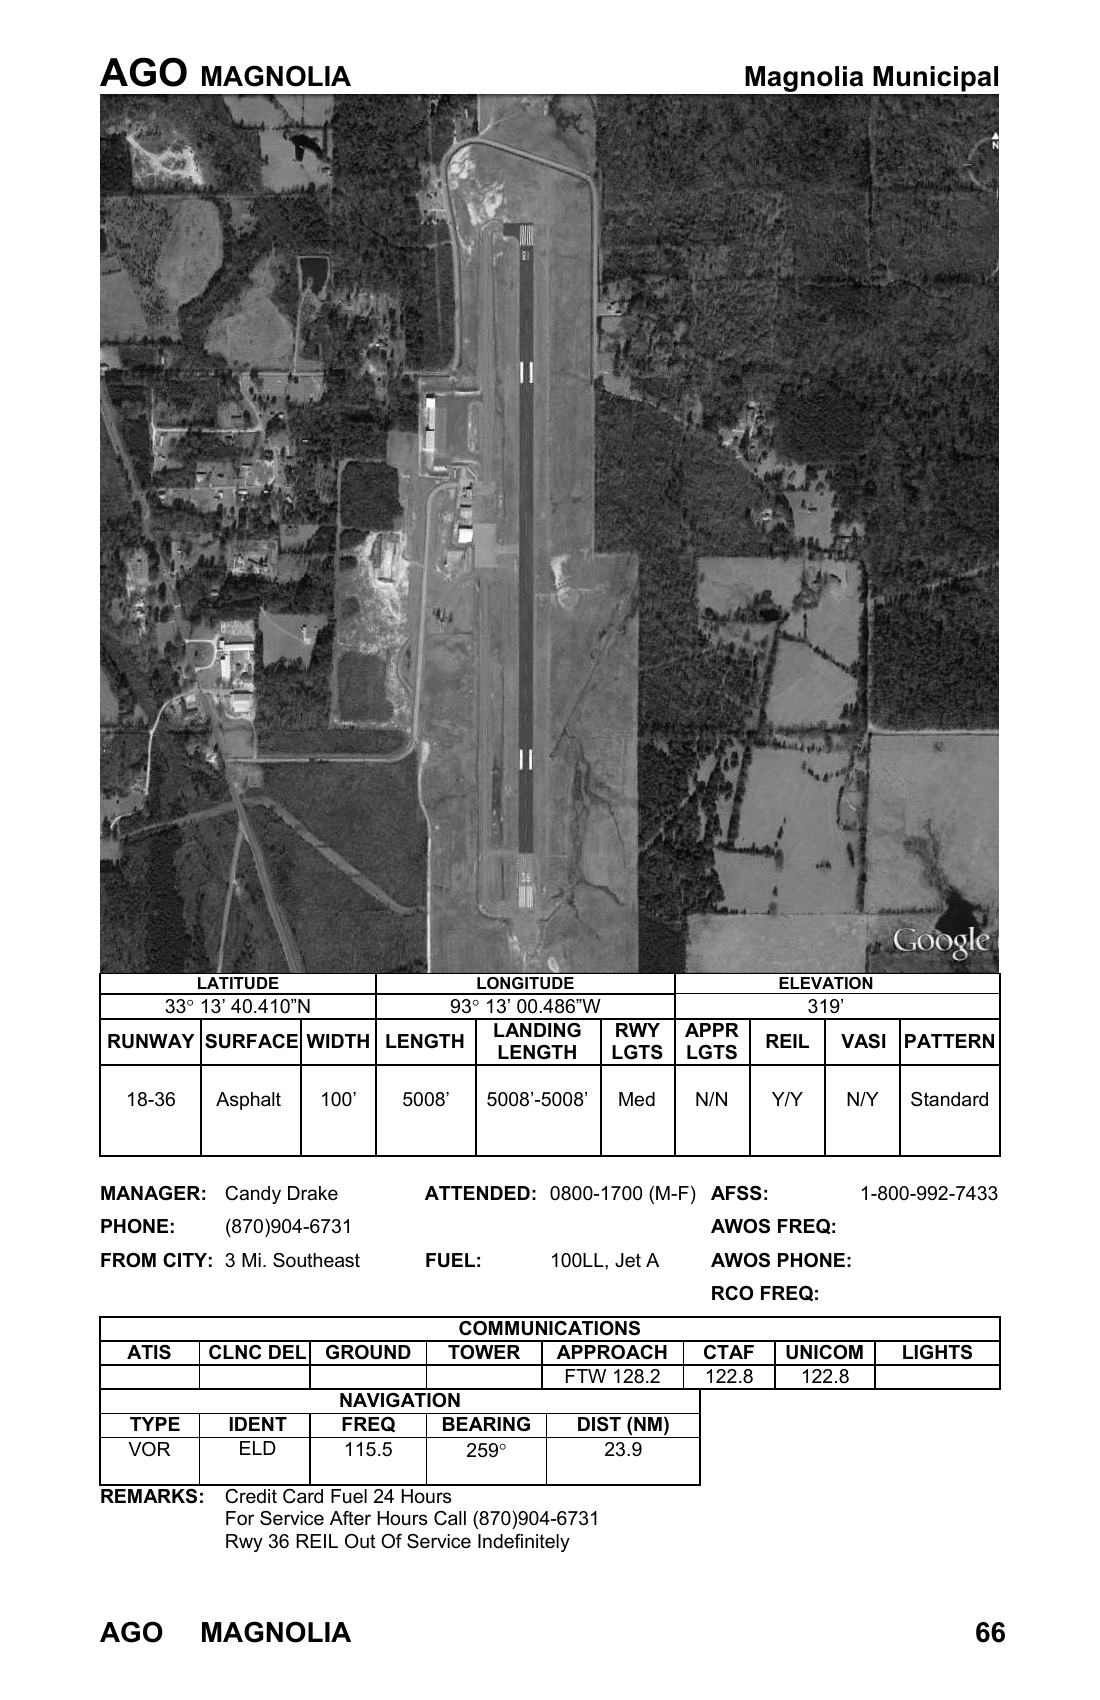 AGO MAGNOLIA Magnolia Municipal
N
36
Google
LATITUDE LONGITUDE ELEVATION
33° 13’ 40.410”N 93° 13’ 00.486”W 319’
RUNWAY SURFACE WIDTH LENGTH LANDING LENGTH RWY LGTS APPR LGTS REIL VASI PATTERN
18-36 Asphalt 100’ 5008’ 5008’-5008’ Med N/N Y/Y N/Y Standard
MANAGER: Candy Drake ATTENDED: 0800-1700 (M-F) AFSS: 1-800-992-7433
PHONE: (870)904-6731 AWOS FREQ:
FROM CITY: 3 Mi. Southeast FUEL: 100LL, Jet A AWOS PHONE:
RCO FREQ:
COMMUNICATIONS
ATIS CLNC DEL GROUND TOWER APPROACH CTAF UNICOM LIGHTS
FTW 128.2 122.8 122.8
NAVIGATION
TYPE IDENT FREQ BEARING DIST (NM)
VOR ELD 115.5 259° 23.9
REMARKS: Credit Card Fuel 24 Hours
For Service After Hours Call (870)904-6731
Rwy 36 REIL Out Of Service Indefinitely
AGO MAGNOLIA 66